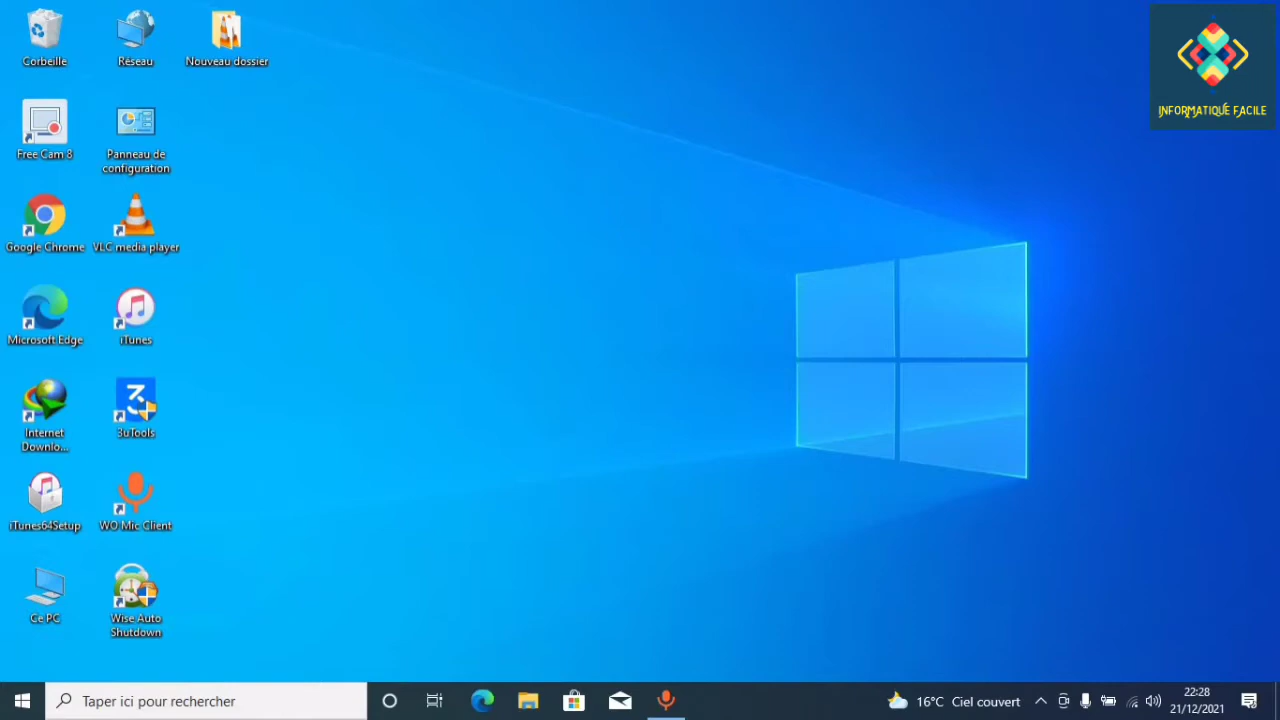 Corbeille
Réseau
Nouveau dossier
INFORMATIQUE FACILE
Free Cam 8
Panneau de
configuration
Google Chrome
VLC media player
Microsoft Edge
iTunes
Internet
Downlo...
3uTools
iTunes64Setup
WO Mic Client
Ce PC
Wise Auto
Shutdown
Taper ici pour rechercher
16°C Ciel couvert
22:28
21/12/2021